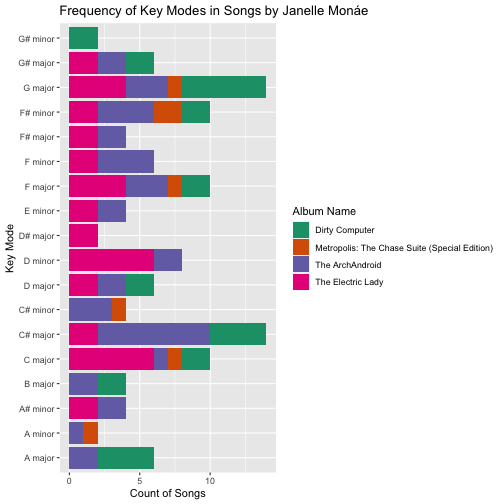 Frequency of Key Modes in Songs by Janelle Monáe
G# minor
G# major
G major
F# minor
F# major
F minor
F major
E minor
D# major
D minor
D major
C# minor
C# major
C major
B major
A# minor
A minor
A major
Key Mode
0 5 10
Count of Songs
Album Name
Dirty Computer
Metropolis: The Chase Suite (Special Edition)
The ArchAndroid
The Electric Lady